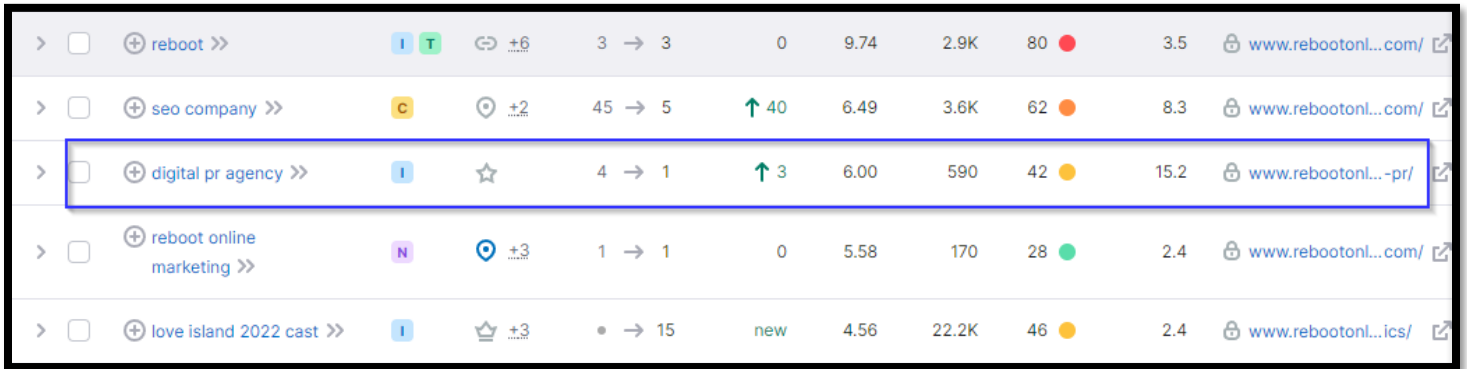 reboot >> I T +6 3 → 3 0 9.74 2.9K 80 3.5 www.rebootonl...com/
seo company >> C +2 45 → 5 ↑ 40 6.49 3.6K 62 8.3 www.rebootonl...com/
digital pr agency >> I 4 → 1 ↑ 3 6.00 590 42 15.2 www.rebootonl...-pr/
reboot online
marketing >> N +3 1 → 1 0 5.58 170 28 2.4 www.rebootonl...com/
love island 2022 cast >> I +3 • → 15 new 4.56 22.2K 46 2.4 www.rebootonl...ics/